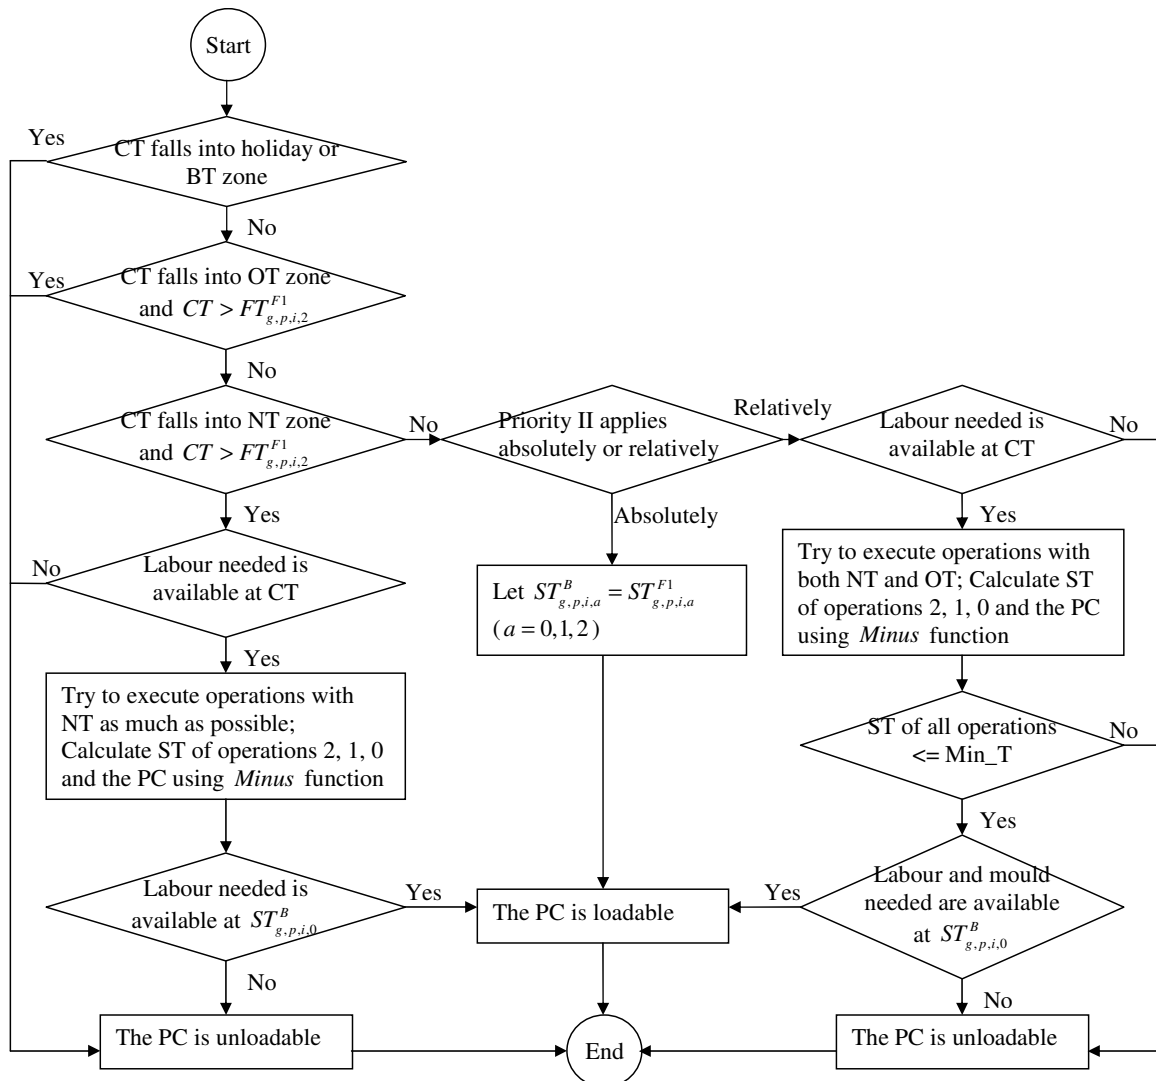 Start
Yes
CT falls into holiday or
BT zone
No
Yes
CT falls into OT zone
and CT > FT^{F1}_{g,p,i,2}
No
CT falls into NT zone
and CT > FT^{F1}_{g,p,i,2}
No
Priority II applies
absolutely or relatively
Relatively
Labour needed is
available at CT
No
Yes
Absolutely
Yes
No
Labour needed is
available at CT
Let ST^{B}_{g,p,i,a} = ST^{F1}_{g,p,i,a}
(a = 0,1,2)
Try to execute operations with
both NT and OT; Calculate ST
of operations 2, 1, 0 and the PC
using Minus function
Yes
Try to execute operations with
NT as much as possible;
Calculate ST of operations 2, 1, 0
and the PC using Minus function
ST of all operations
<= Min_T
No
Yes
Labour needed is
available at ST^{B}_{g,p,i,0}
Yes
The PC is loadable
Yes
Labour and mould
needed are available
at ST^{B}_{g,p,i,0}
No
No
The PC is unloadable
End
The PC is unloadable